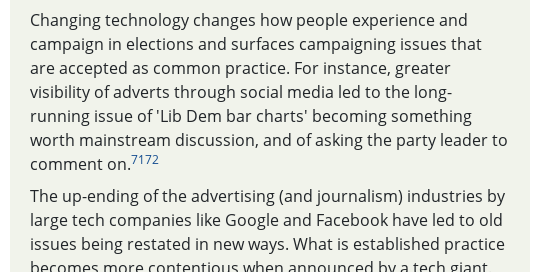 Changing technology changes how people experience and
campaign in elections and surfaces campaigning issues that
are accepted as common practice. For instance, greater
visibility of adverts through social media led to the long-
running issue of 'Lib Dem bar charts' becoming something
worth mainstream discussion, and of asking the party leader to
comment on.7172
The up-ending of the advertising (and journalism) industries by
large tech companies like Google and Facebook have led to old
issues being restated in new ways. What is established practice
becomes more contentious when announced by a tech giant